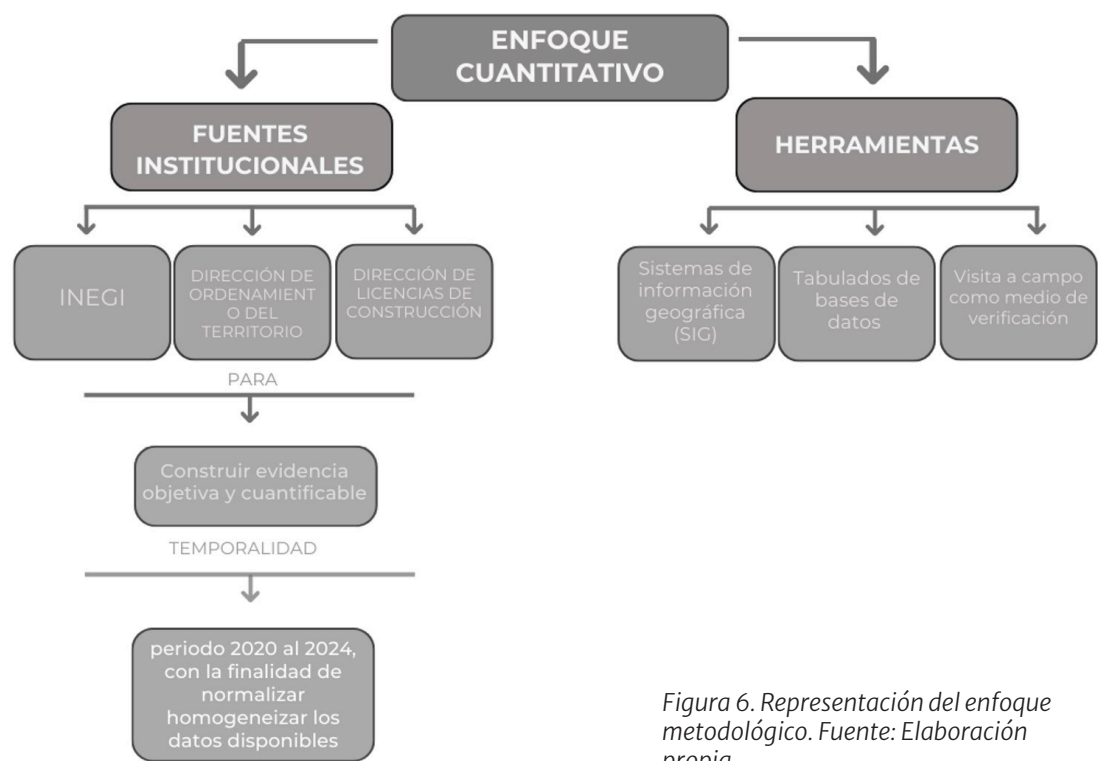 ENFOQUE
CUANTITATIVO
FUENTES
INSTITUCIONALES
HERRAMIENTAS
INEGI
DIRECCIÓN DE
ORDENAMIENT
O DEL
TERRITORIO
DIRECCIÓN DE
LICENCIAS DE
CONSTRUCCIÓN
Sistemas de
información
geográfica
(SIG)
Tabulados de
bases de
datos
Visita a campo
como medio de
verificación
PARA
Construir evidencia
objetiva y cuantificable
TEMPORALIDAD
periodo 2020 al 2024,
con la finalidad de
normalizar
homogeneizar los
datos disponibles
Figura 6. Representación del enfoque
metodológico. Fuente: Elaboración
propia